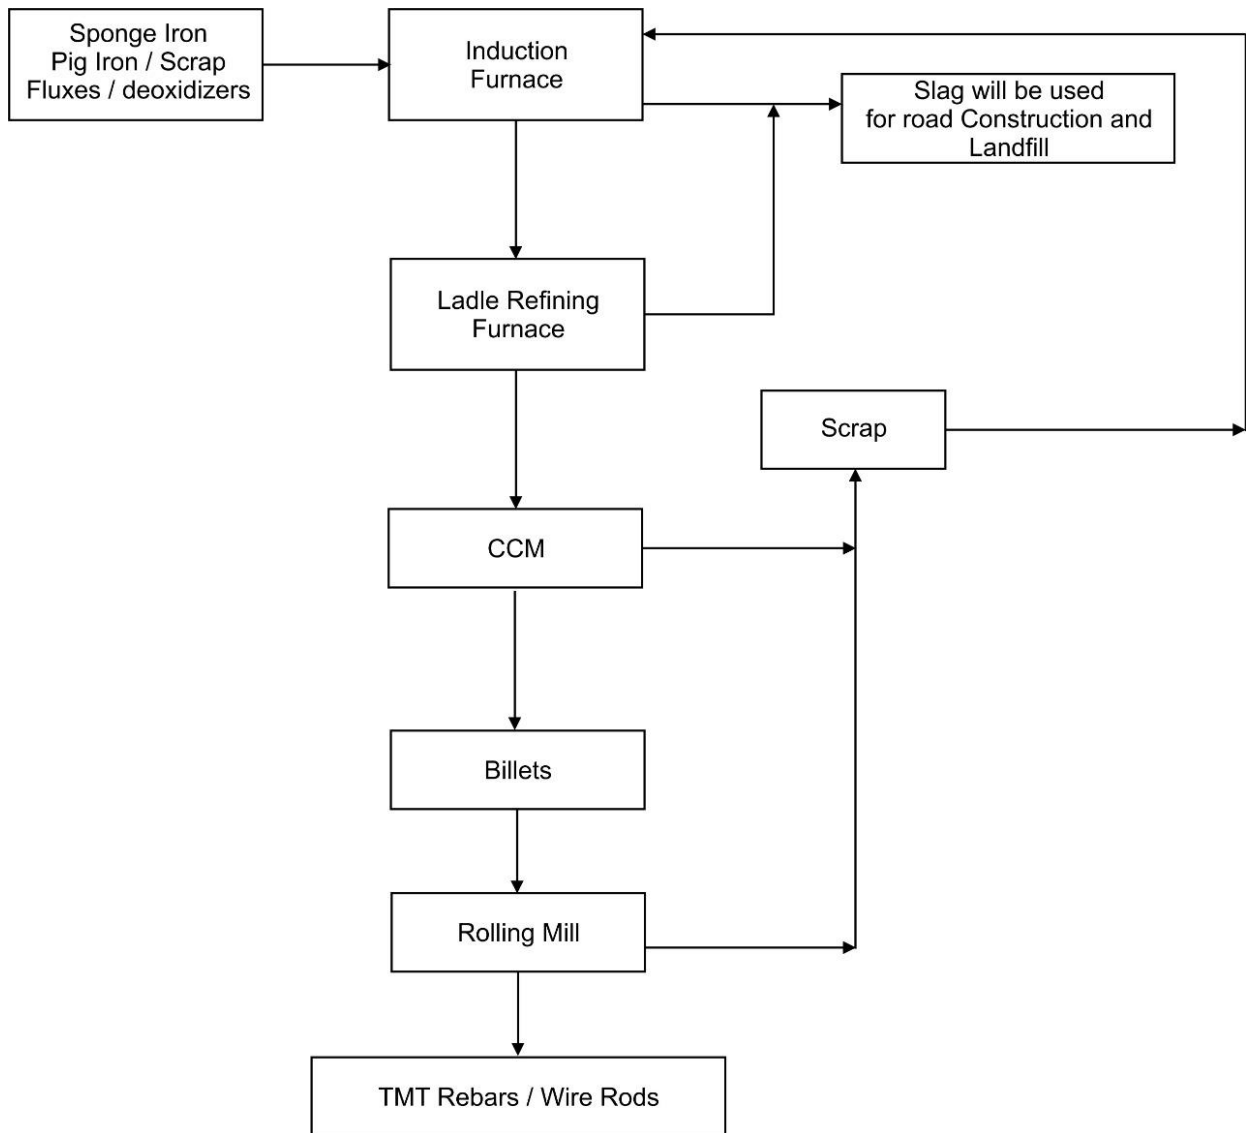 Sponge Iron
Pig Iron / Scrap
Fluxes / deoxidizers
Induction
Furnace
Slag will be used
for road Construction and
Landfill
Ladle Refining
Furnace
Scrap
CCM
Billets
Rolling Mill
TMT Rebars / Wire Rods